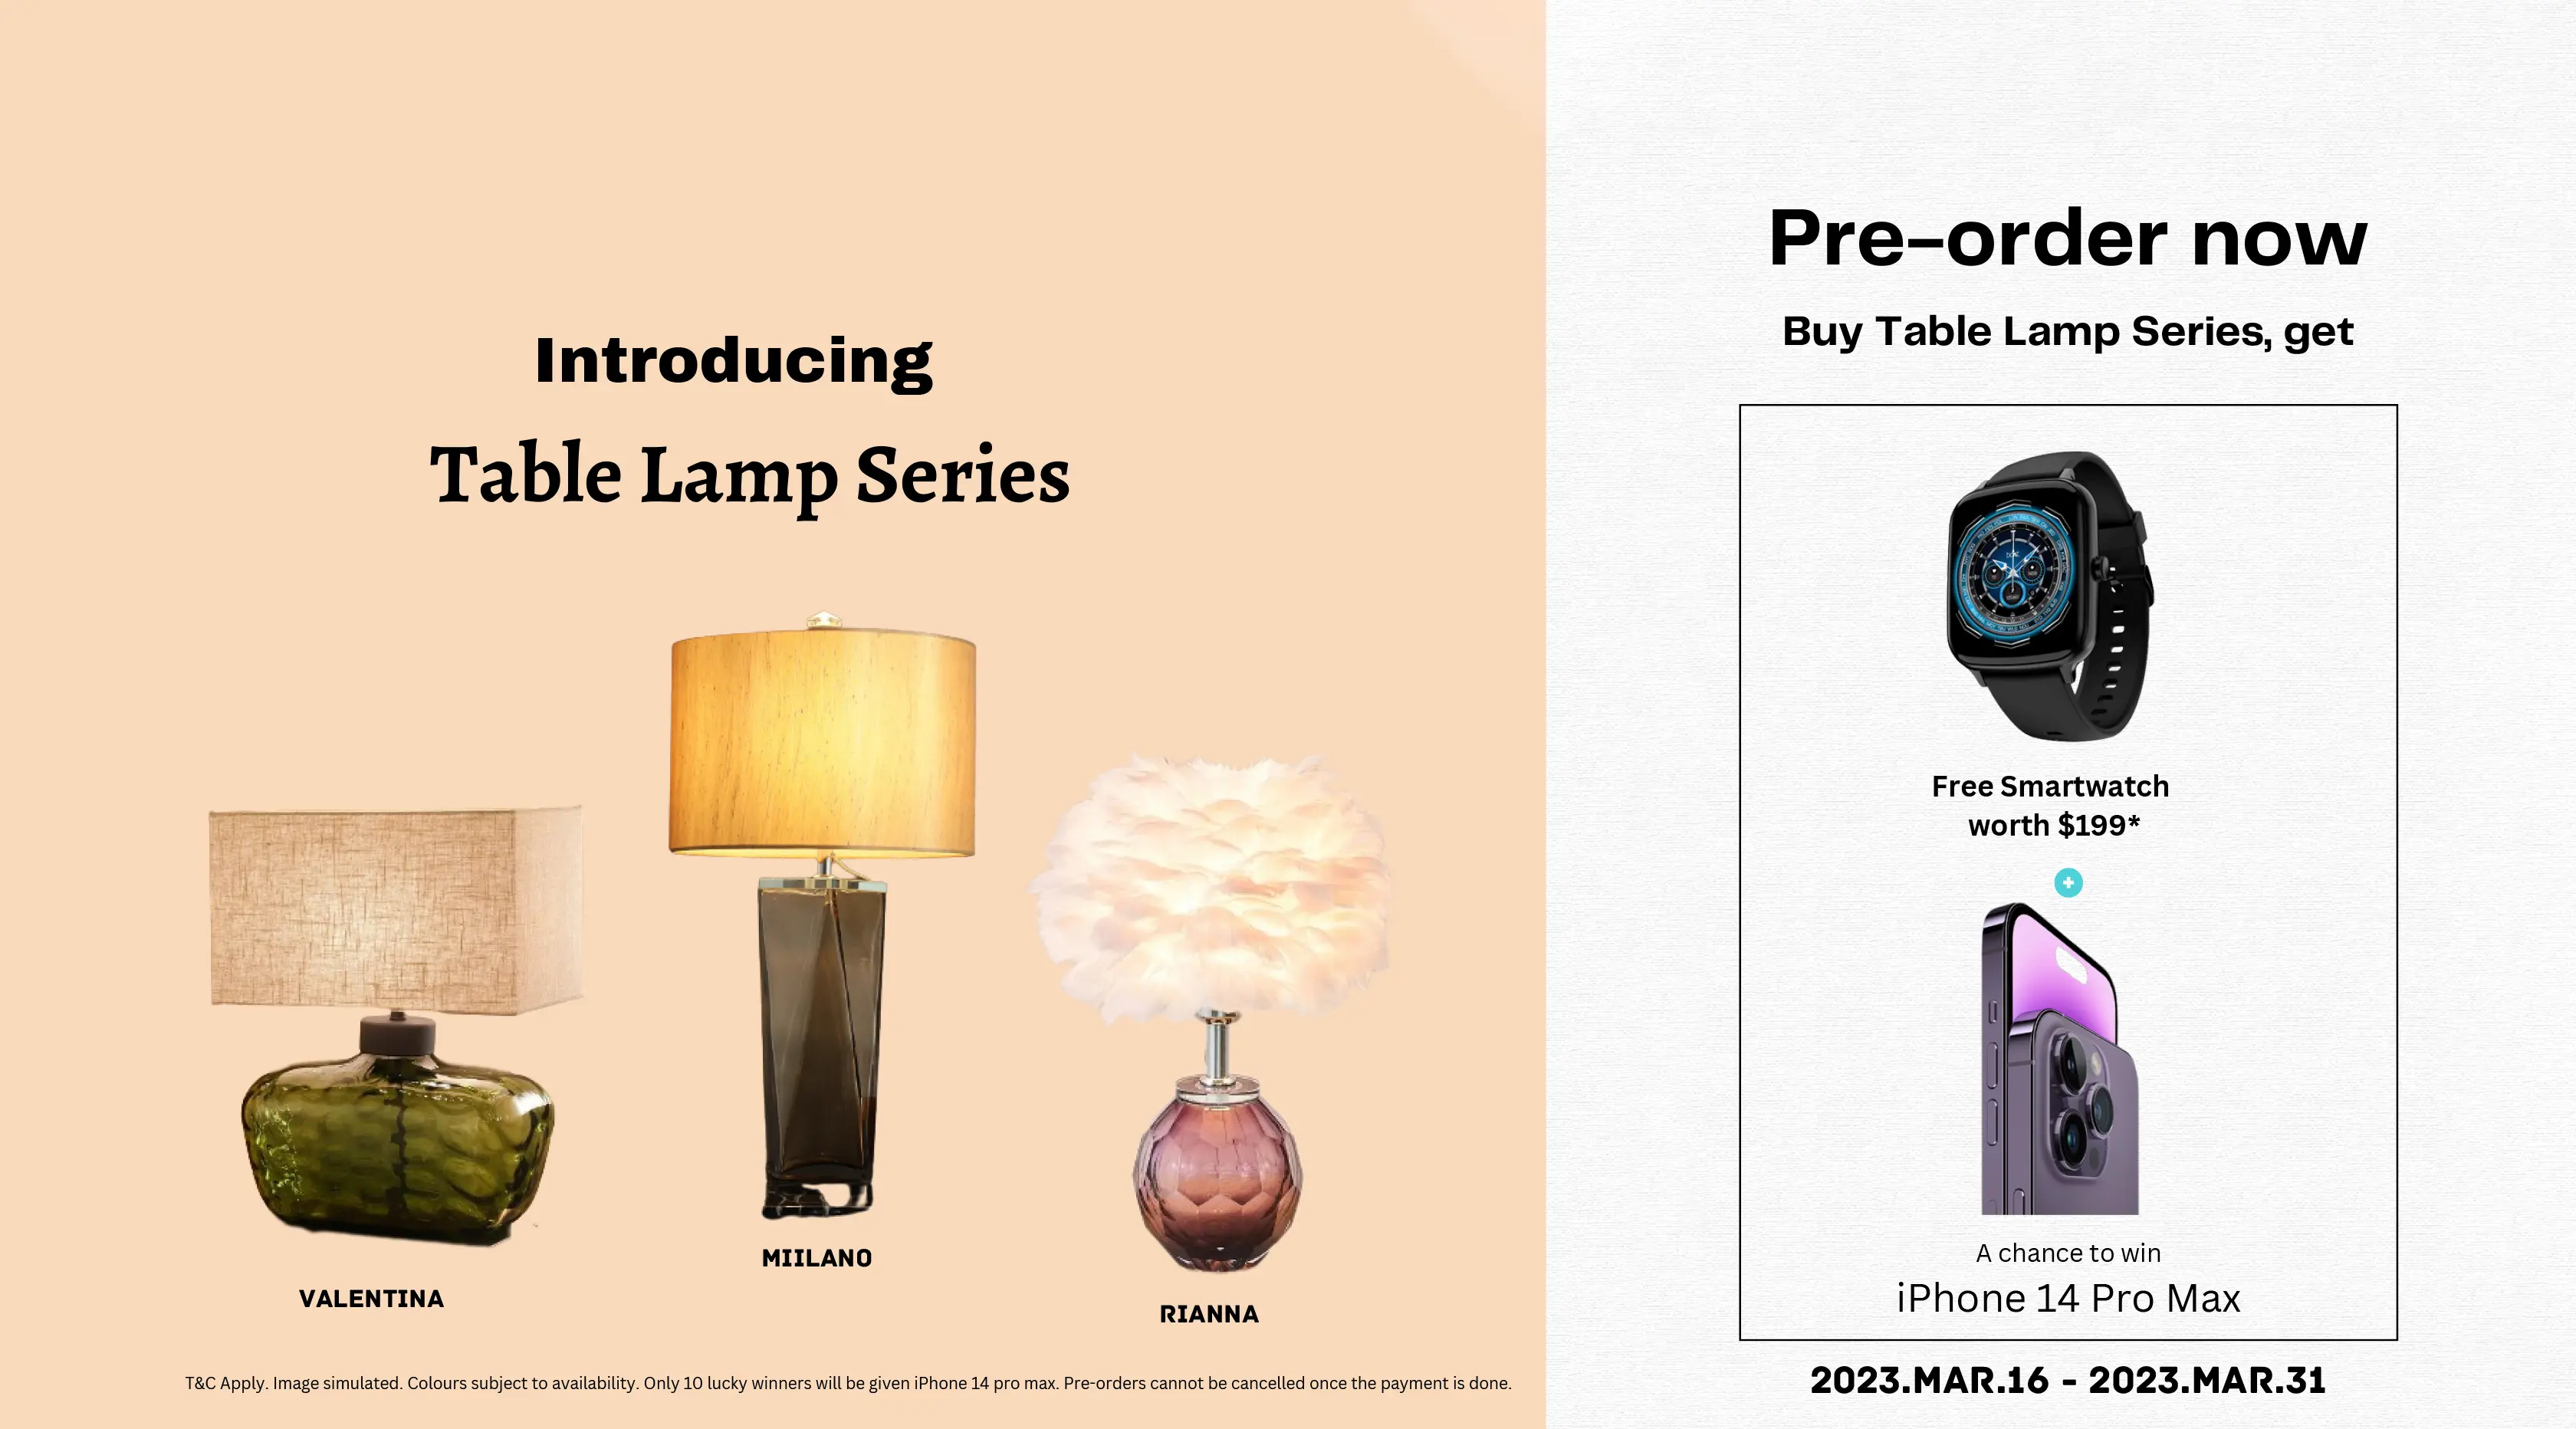 Introducing
Table Lamp Series
VALENTINA
MIILANO
RIANNA
T&C Apply. Image simulated. Colours subject to availability. Only 10 lucky winners will be given iPhone 14 pro max. Pre-orders cannot be cancelled once the payment is done.
Pre-order now
Buy Table Lamp Series, get
Free Smartwatch
worth $199*
A chance to win
iPhone 14 Pro Max
2023.MAR.16 - 2023.MAR.31